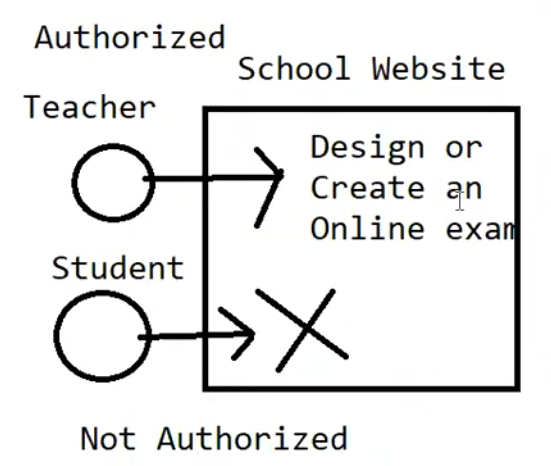 Authorized
School Website
Teacher
Design or
Create an
Online exam
Student
Not Authorized